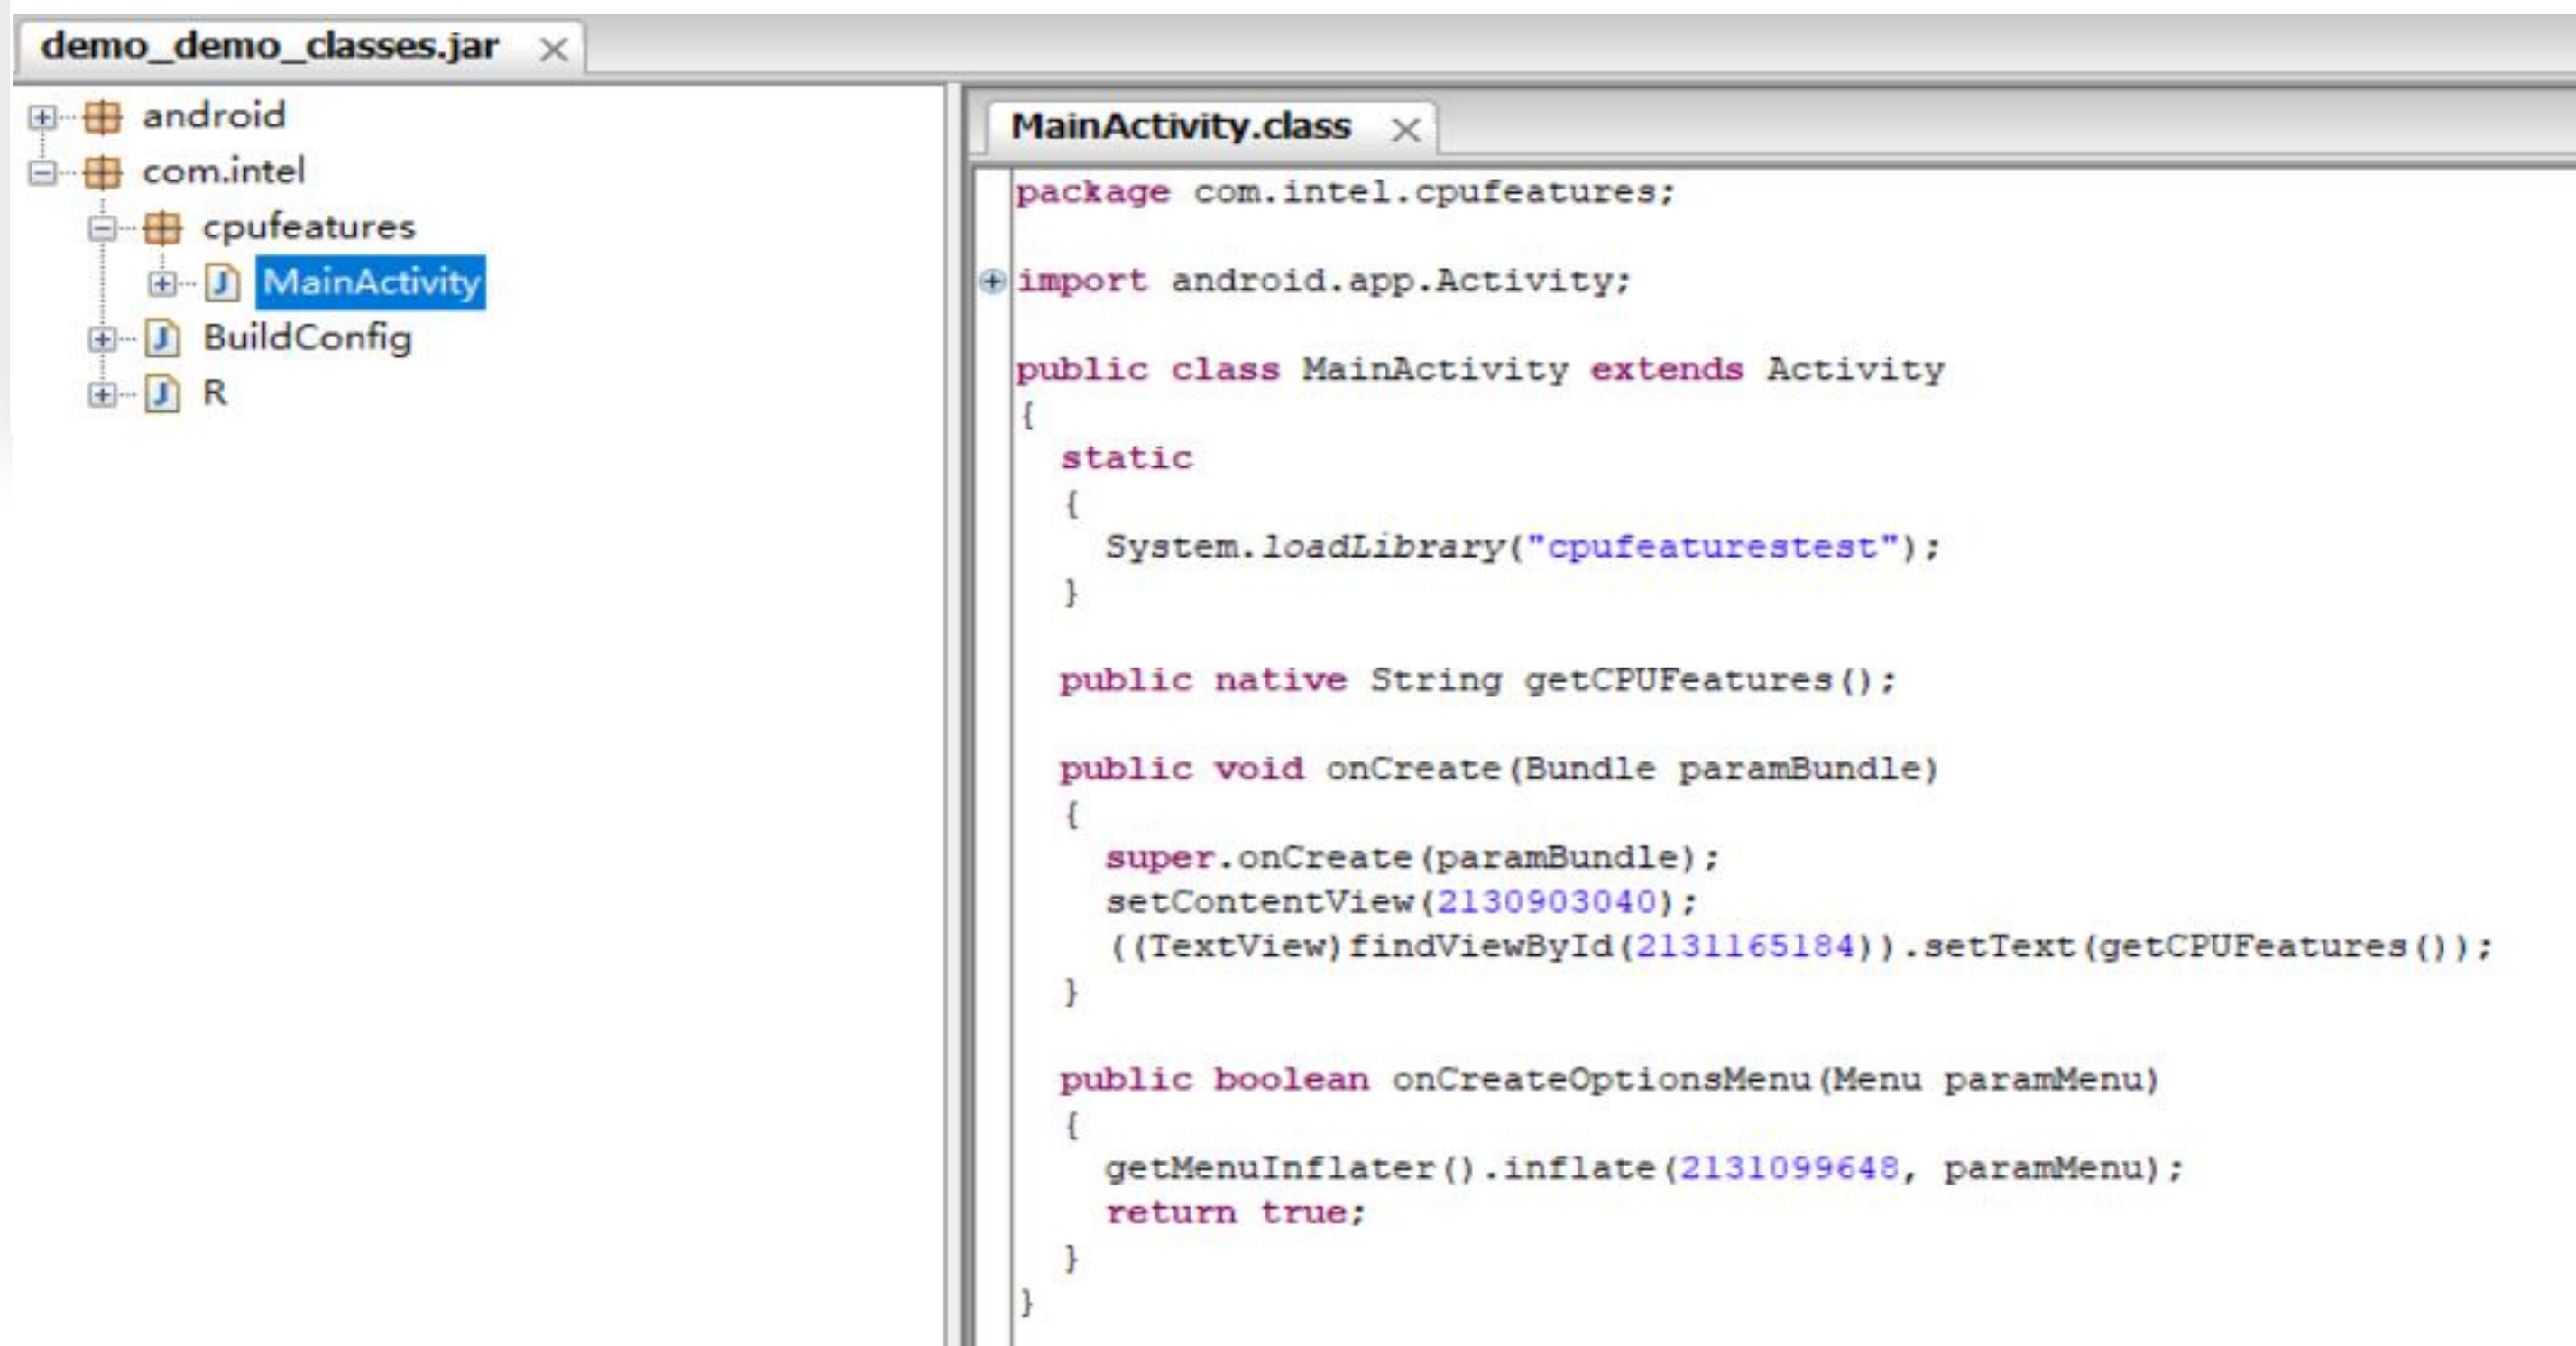 demo_demo_classes.jar
android
com.intel
cpufeatures
MainActivity
BuildConfig
R
MainActivity.class
package com.intel.cpufeatures;
import android.app.Activity;
public class MainActivity extends Activity
{
static
{
System.loadLibrary("cpufeaturestest");
}
public native String getCPUFeatures();
public void onCreate(Bundle paramBundle)
{
super.onCreate(paramBundle);
setContentView(2130903040);
((TextView)findViewById(2131165184)).setText(getCPUFeatures());
}
public boolean onCreateOptionsMenu(Menu paramMenu)
{
getMenuInflater().inflate(2131099648, paramMenu);
return true;
}
}